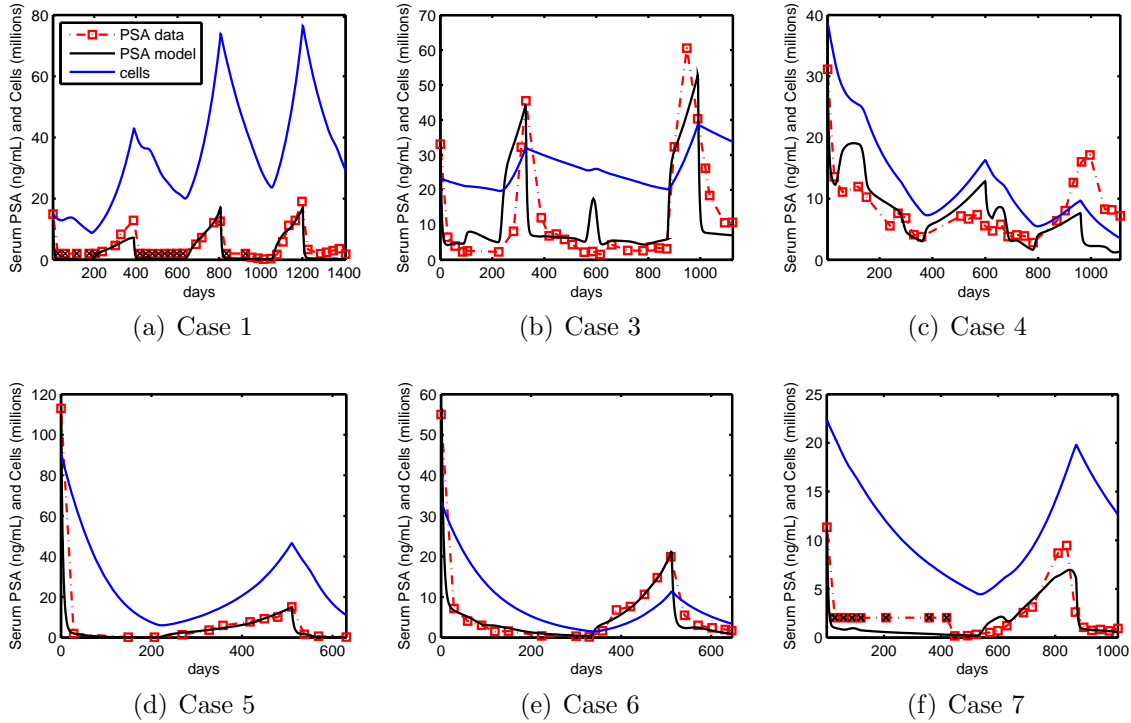 Serum PSA (ng/mL) and Cells (millions)
80
60
40
20
0
PSA data
PSA model
cells
0 200 400 600 800 1000 1200 1400
days
(a) Case 1
Serum PSA (ng/mL) and Cells (millions)
70
60
50
40
30
20
10
0
0 200 400 600 800 1000
days
(b) Case 3
Serum PSA (ng/mL) and Cells (millions)
40
30
20
10
0
200 400 600 800 1000
days
(c) Case 4
Serum PSA (ng/mL) and Cells (millions)
120
100
80
60
40
20
0
0 200 400 600
days
(d) Case 5
Serum PSA (ng/mL) and Cells (millions)
60
50
40
30
20
10
0
0 200 400 600
days
(e) Case 6
Serum PSA (ng/mL) and Cells (millions)
25
20
15
10
5
0
200 400 600 800 1000
days
(f) Case 7